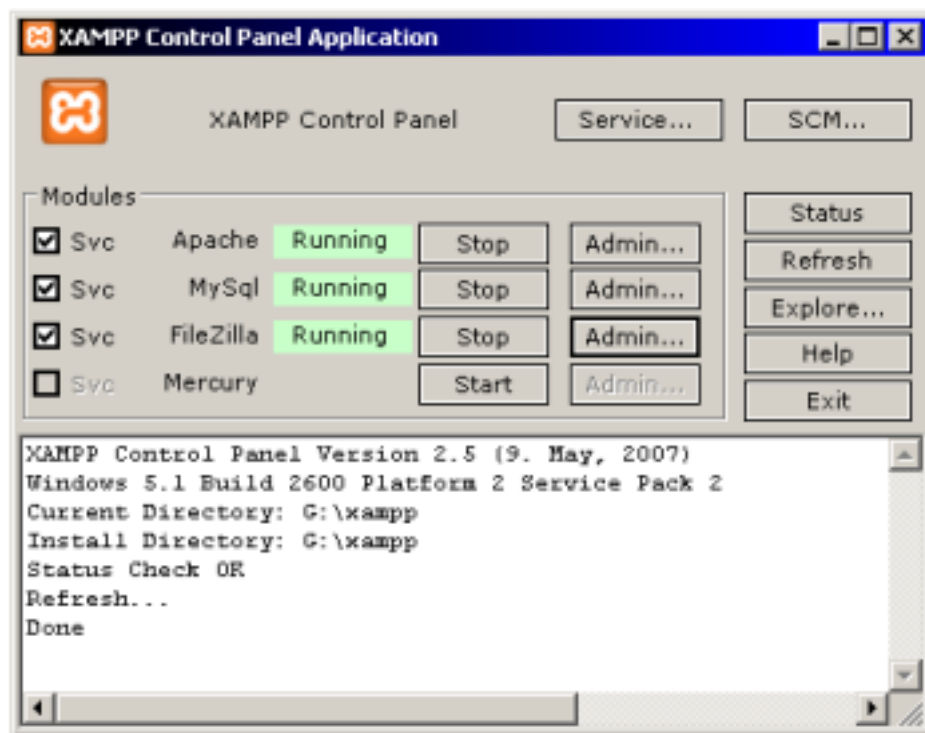 XAMPP Control Panel Application
XAMPP Control Panel Service... SCM...
Modules
Svc Apache Running Stop Admin...
Svc MySql Running Stop Admin...
Svc FileZilla Running Stop Admin...
Svc Mercury Start Admin...
Status
Refresh
Explore...
Help
Exit
XAMPP Control Panel Version 2.5 (9. May, 2007)
Windows 5.1 Build 2600 Platform 2 Service Pack 2
Current Directory: G:\xampp
Install Directory: G:\xampp
Status Check OK
Refresh...
Done